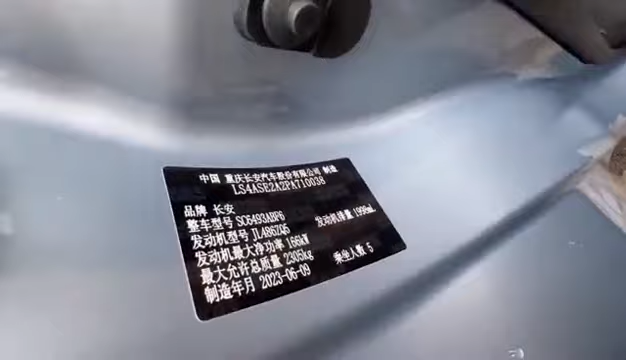 中国 重庆长安汽车股份有限公司 制造
LS4ASE2A2PA710038
品牌 长安
整车型号 SC6493ABP6
发动机型号 JL486ZQ5 发动机排量 1998mL
发动机最大净功率 166kW
最大允许总质量 2305kg 乘坐人数 5
制造年月 2023-06-09